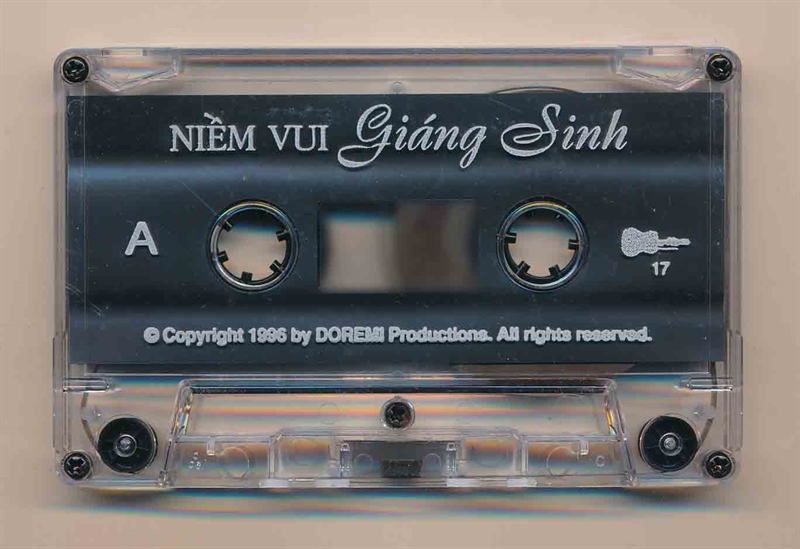 NIỀM VUI Giáng Sinh
A
17
© Copyright 1996 by DOREMI Productions. All rights reserved.